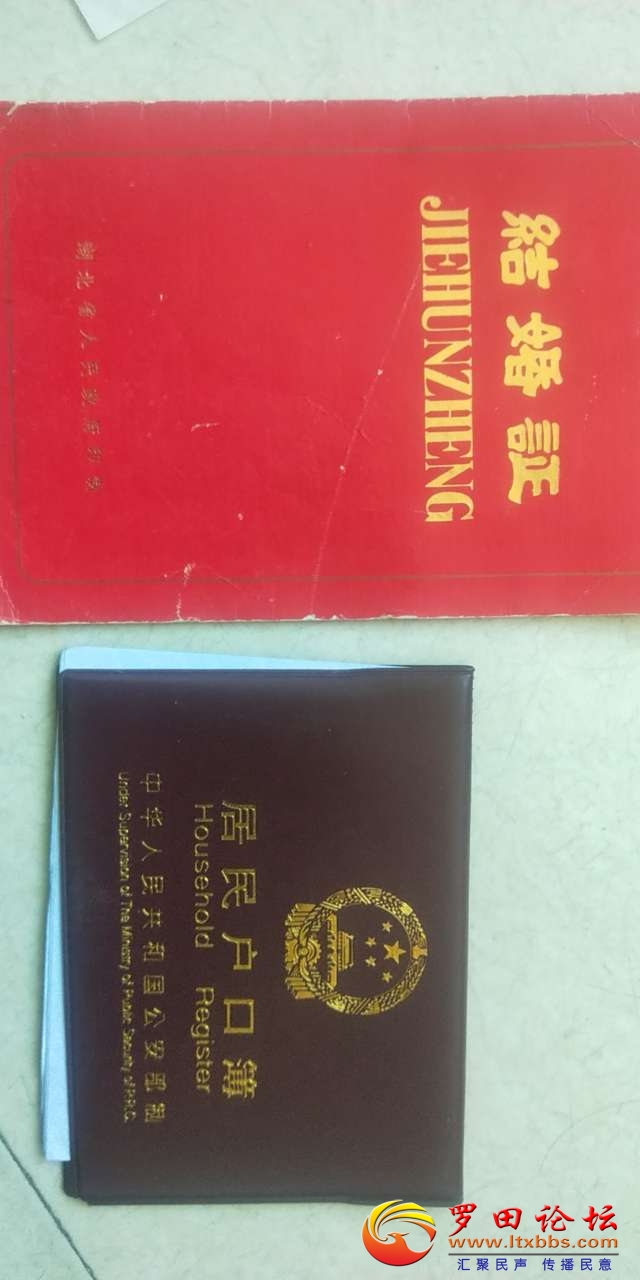 結婚証
JIEHUNZHENG
湖北省人民政府印制
居民户口簿
Household Register
中华人民共和国公安部制
Under Supervision of The Ministry of Public Security of P.R.C.
罗田论坛
www.ltxbbs.com
汇聚民声 传播民意